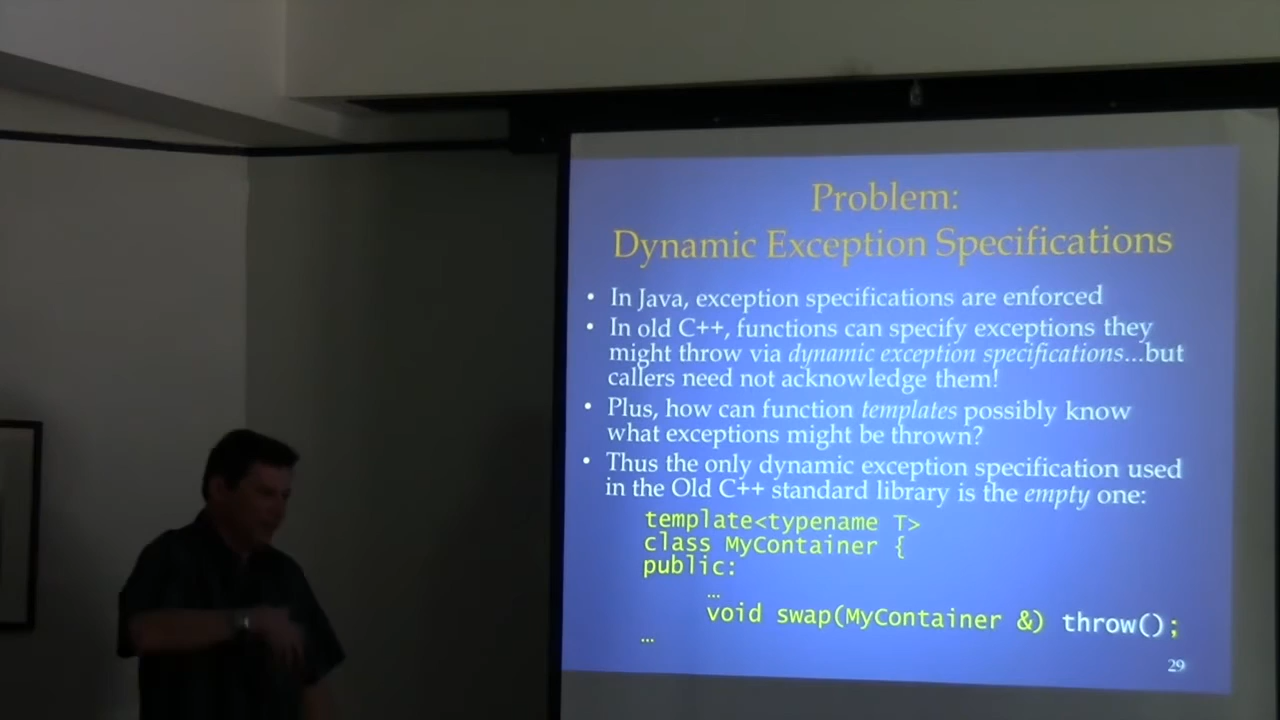 Problem:
Dynamic Exception Specifications
• In Java, exception specifications are enforced
• In old C++, functions can specify exceptions they
might throw via dynamic exception specifications...but
callers need not acknowledge them!
• Plus, how can function templates possibly know
what exceptions might be thrown?
• Thus the only dynamic exception specification used
in the Old C++ standard library is the empty one:
template<typename T>
class MyContainer {
public:
…
void swap(MyContainer &) throw();
…
29